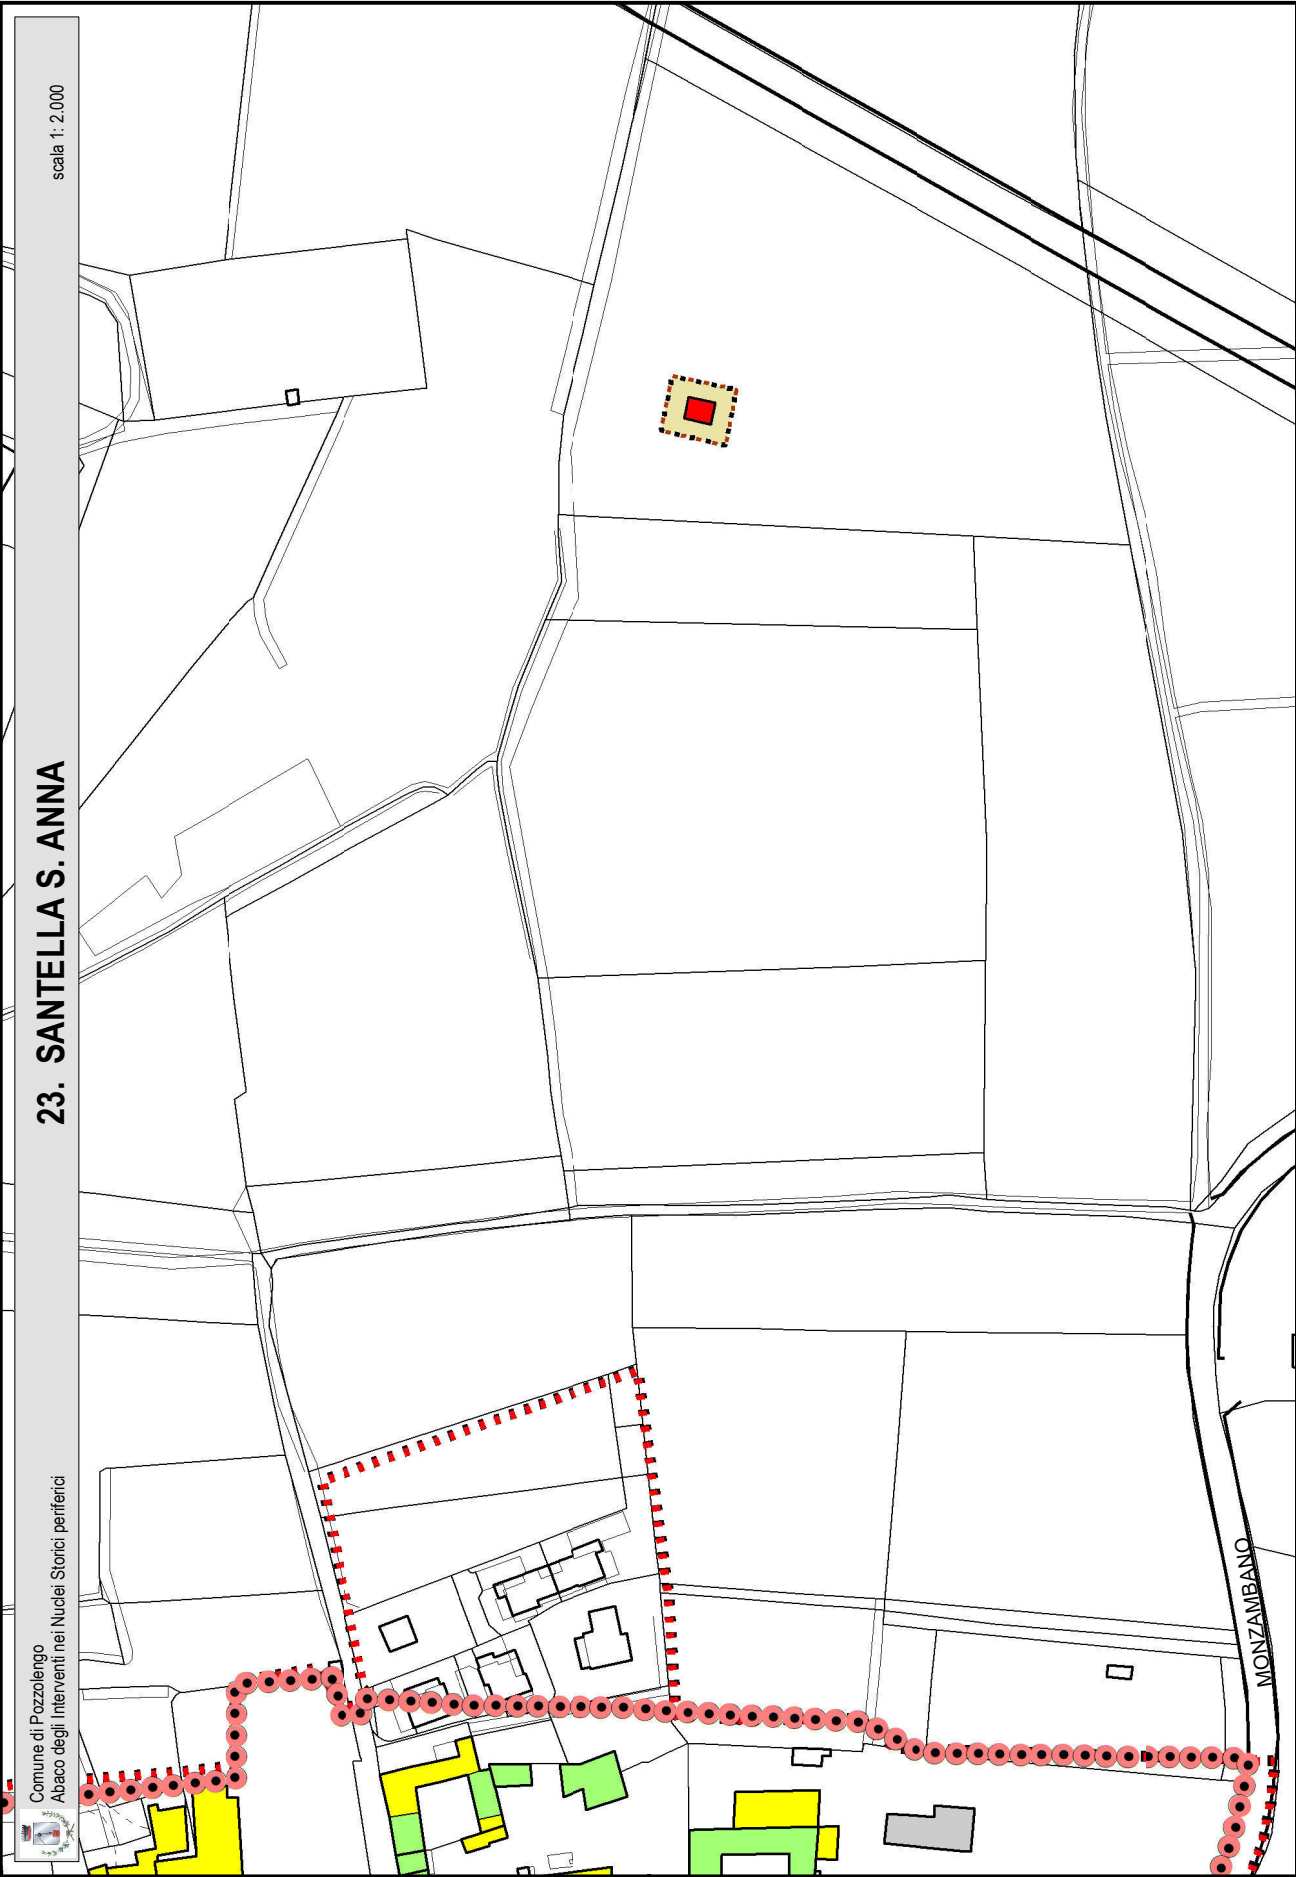 Comune di Pozzolengo
Abaco degli Interventi nei Nuclei Storici periferici
23. SANTELLA S. ANNA
scala 1: 2.000
MONZAMBANO